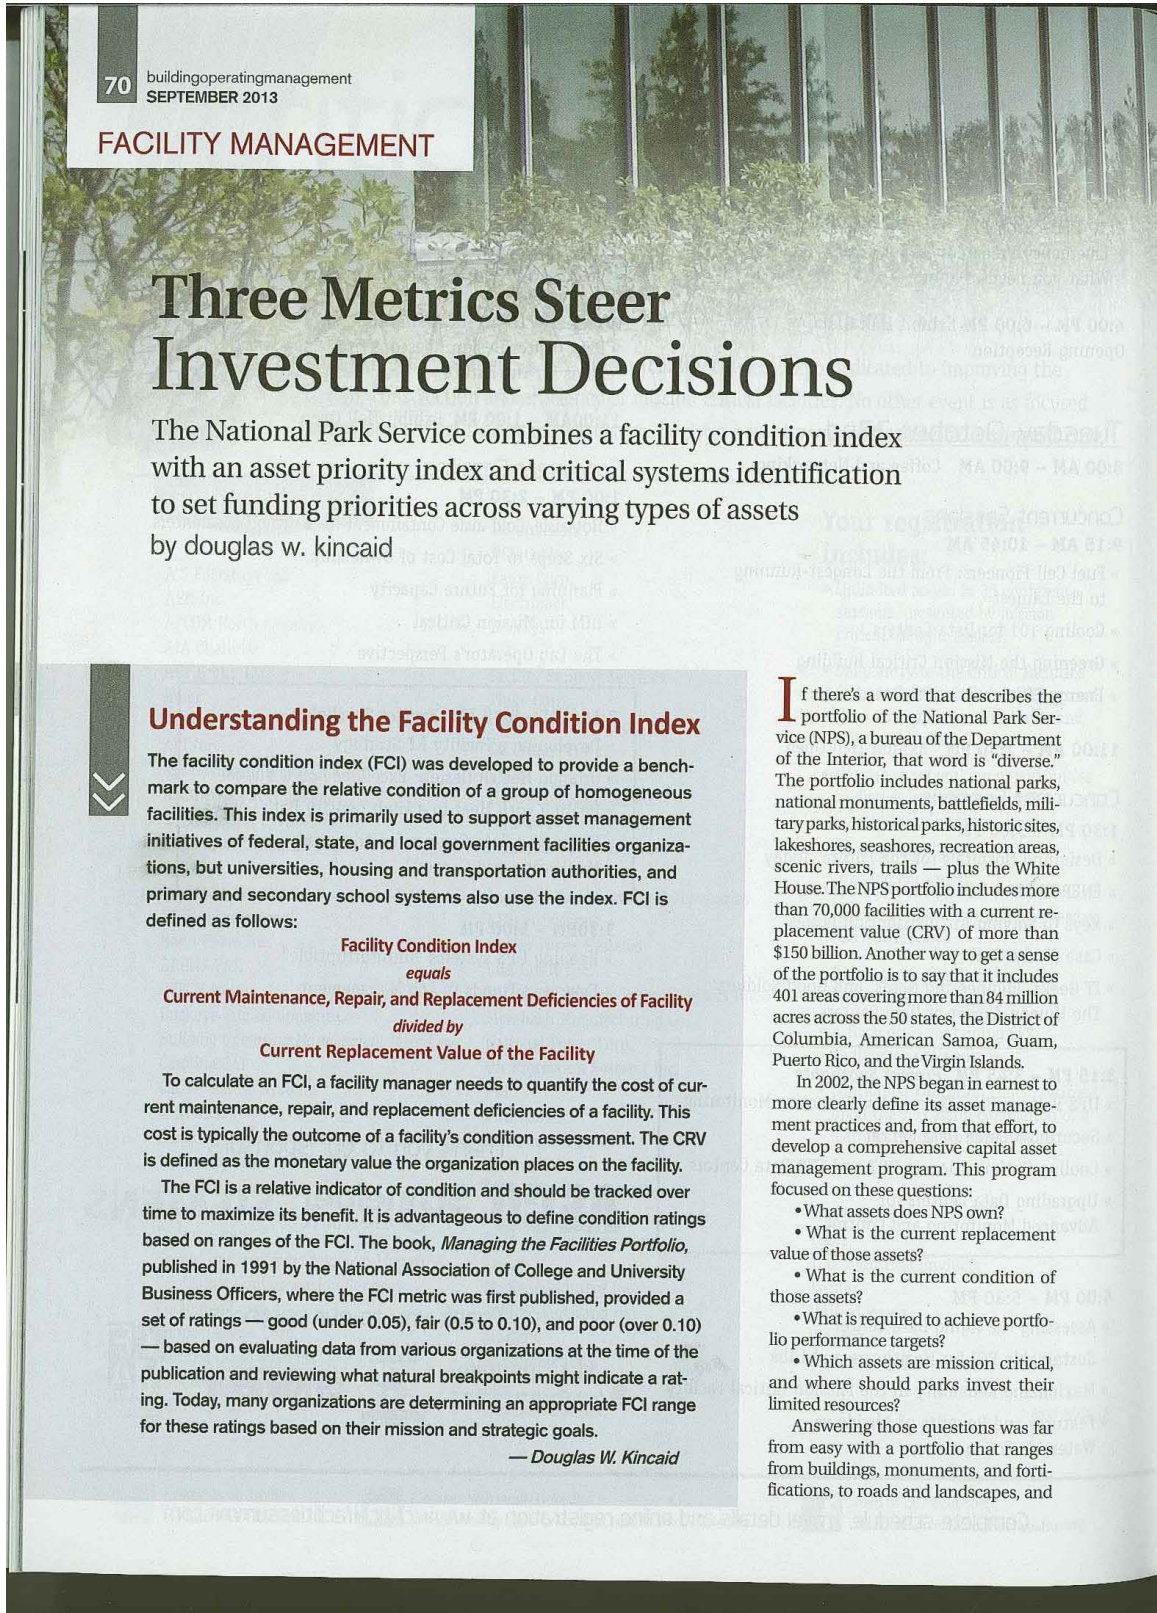 70
buildingoperatingmanagement
SEPTEMBER 2013
FACILITY MANAGEMENT
Three Metrics Steer
Investment Decisions
The National Park Service combines a facility condition index
with an asset priority index and critical systems identification
to set funding priorities across varying types of assets
by douglas w. kincaid
Understanding the Facility Condition Index
The facility condition index (FCI) was developed to provide a bench-
mark to compare the relative condition of a group of homogeneous
facilities. This index is primarily used to support asset management
initiatives of federal, state, and local government facilities organiza-
tions, but universities, housing and transportation authorities, and
primary and secondary school systems also use the index. FCI is
defined as follows:
Facility Condition Index
equals
Current Maintenance, Repair, and Replacement Deficiencies of Facility
divided by
Current Replacement Value of the Facility
To calculate an FCI, a facility manager needs to quantify the cost of cur-
rent maintenance, repair, and replacement deficiencies of a facility. This
cost is typically the outcome of a facility's condition assessment. The CRV
is defined as the monetary value the organization places on the facility.
The FCI is a relative indicator of condition and should be tracked over
time to maximize its benefit. It is advantageous to define condition ratings
based on ranges of the FCI. The book, Managing the Facilities Portfolio,
published in 1991 by the National Association of College and University
Business Officers, where the FCI metric was first published, provided a
set of ratings — good (under 0.05), fair (0.5 to 0.10), and poor (over 0.10)
— based on evaluating data from various organizations at the time of the
publication and reviewing what natural breakpoints might indicate a rat-
ing. Today, many organizations are determining an appropriate FCI range
for these ratings based on their mission and strategic goals.
— Douglas W. Kincaid
If there's a word that describes the
portfolio of the National Park Ser-
vice (NPS), a bureau of the Department
of the Interior, that word is “diverse.”
The portfolio includes national parks,
national monuments, battlefields, mili-
tary parks, historical parks, historic sites,
lakeshores, seashores, recreation areas,
scenic rivers, trails — plus the White
House. The NPS portfolio includes more
than 70,000 facilities with a current re-
placement value (CRV) of more than
$150 billion. Another way to get a sense
of the portfolio is to say that it includes
401 areas covering more than 84 million
acres across the 50 states, the District of
Columbia, American Samoa, Guam,
Puerto Rico, and the Virgin Islands.
In 2002, the NPS began in earnest to
more clearly define its asset manage-
ment practices and, from that effort, to
develop a comprehensive capital asset
management program. This program
focused on these questions:
• What assets does NPS own?
• What is the current replacement
value of those assets?
• What is the current condition of
those assets?
• What is required to achieve portfo-
lio performance targets?
• Which assets are mission critical,
and where should parks invest their
limited resources?
Answering those questions was far
from easy with a portfolio that ranges
from buildings, monuments, and forti-
fications, to roads and landscapes, and